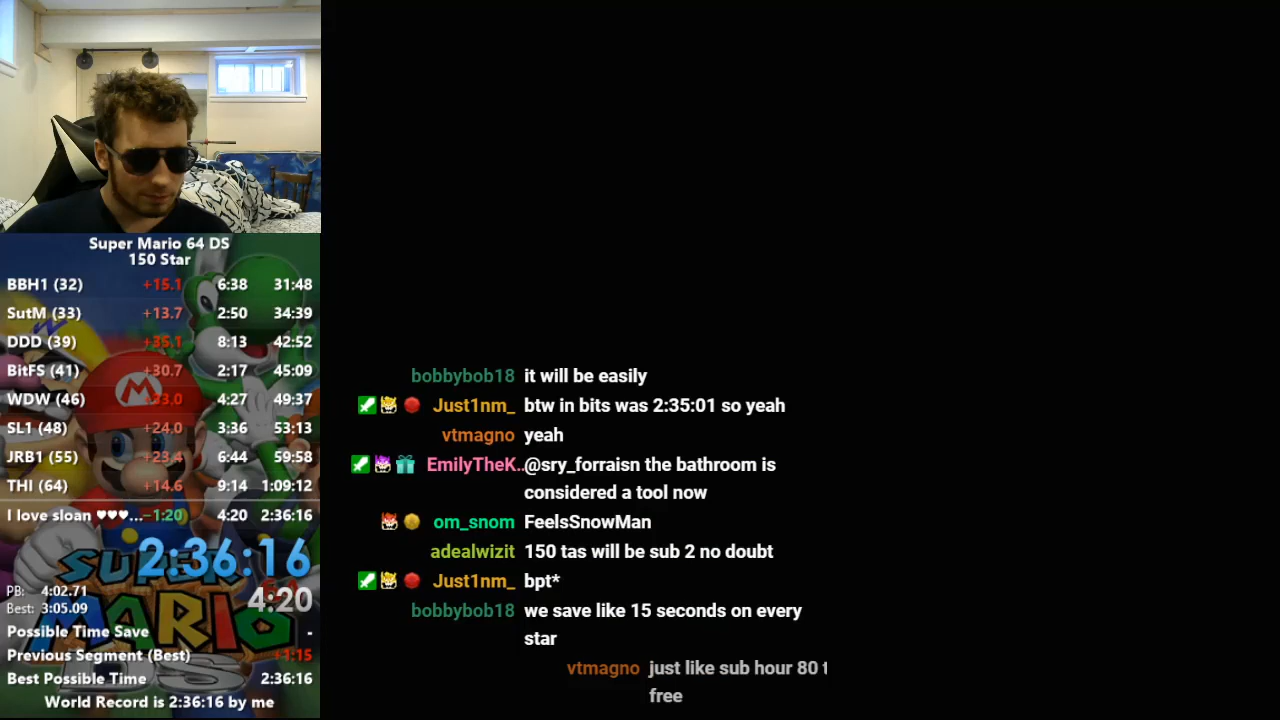 Super Mario 64 DS
150 Star
BBH1 (32) +15.1 6:38 31:48
SutM (33) +13.7 2:50 34:39
DDD (39) +35.1 8:13 42:52
BitFS (41) +30.7 2:17 45:09
WDW (46) +33.0 4:27 49:37
SL1 (48) +24.0 3:36 53:13
JRB1 (55) +23.4 6:44 59:58
THI (64) +14.6 9:14 1:09:12
I love sloan ♥♥♥... −1:20 4:20 2:36:16
2:36:16
PB: 4:02.71
Best: 3:05.09
4:20
Possible Time Save -
Previous Segment (Best) +1:15
Best Possible Time 2:36:16
World Record is 2:36:16 by me
SUPER
MARIO
DS
M
bobbybob18 it will be easily
Just1nm_ btw in bits was 2:35:01 so yeah
vtmagno yeah
EmilyTheK.. @sry_forraisn the bathroom is
considered a tool now
om_snom FeelsSnowMan
adealwizit 150 tas will be sub 2 no doubt
Just1nm_ bpt*
bobbybob18 we save like 15 seconds on every
star
vtmagno just like sub hour 80
free